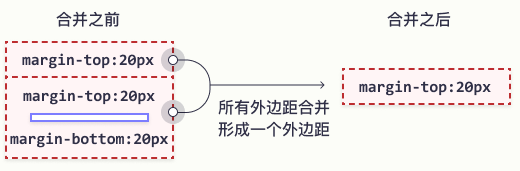 合并之前
合并之后
margin-top:20px
margin-top:20px
margin-bottom:20px
所有外边距合并
形成一个外边距
margin-top:20px